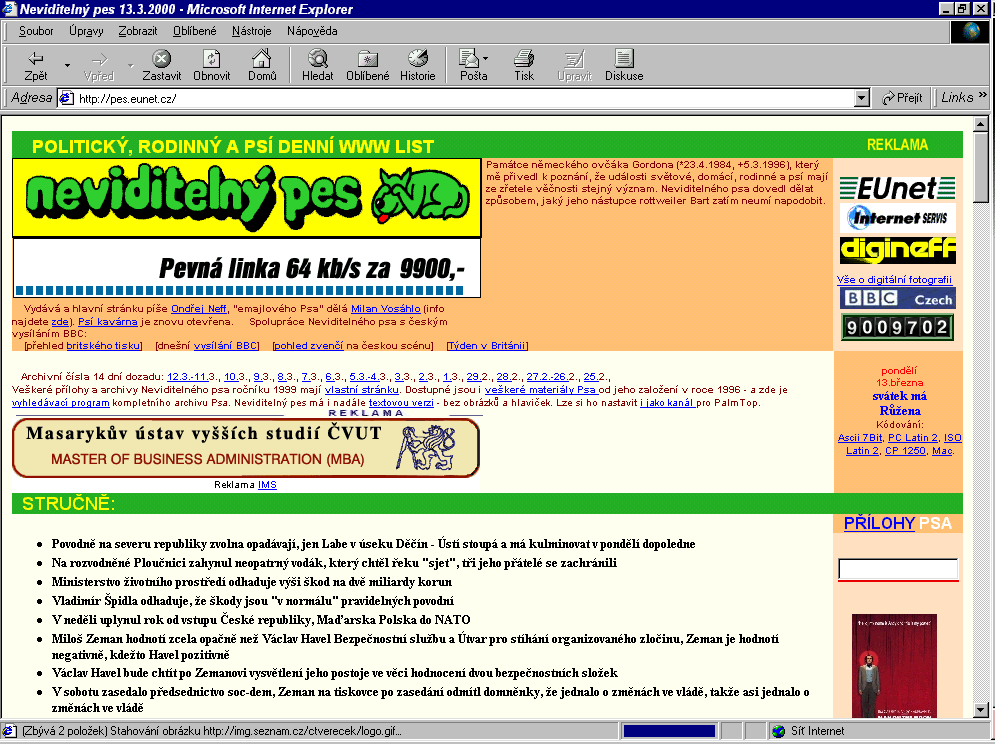 Neviditelný pes 13.3.2000 - Microsoft Internet Explorer
Soubor Úpravy Zobrazit Oblíbené Nástroje Nápověda
Zpět Vpřed Zastavit Obnovit Domů Hledat Oblíbené Historie Pošta Tisk Upravit Diskuse
Adresa http://pes.eunet.cz/ Přejít Links »
POLITICKÝ, RODINNÝ A PSÍ DENNÍ WWW LIST
REKLAMA
neviditelný pes
Památce německého ovčáka Gordona (*23.4.1984, +5.3.1996), který
mě přivedl k poznání, že události světové, domácí, rodinné a psí mají
ze zřetele věčnosti stejný význam. Neviditelného psa dovedl dělat
způsobem, jaký jeho nástupce rottweiler Bart zatím neumí napodobit.
EUnet
Internet SERVIS
digineff
Vše o digitální fotografii
BBC Czech
9009702
Pevná linka 64 kb/s za 9900,-
Vydává a hlavní stránku píše Ondřej Neff, "emajlového Psa" dělá Milan Vosáhlo (info
najdete zde). Psí kavárna je znovu otevřena. Spolupráce Neviditelného psa s českým
vysíláním BBC:
[přehled britského tisku] [dnešní vysílání BBC] [pohled zvenčí na českou scénu] [Týden v Británii]
Archivní čísla 14 dní dozadu: 12.3.-11.3., 10.3., 9.3., 8.3., 7.3., 6.3., 5.3.-4.3., 3.3., 2.3., 1.3., 29.2., 28.2., 27.2.-26.2., 25.2.,
Veškeré přílohy a archivy Neviditelného psa ročníku 1999 mají vlastní stránku. Dostupné jsou i veškeré materiály Psa od jeho založení v roce 1996 - a zde je
vyhledávací program kompletního archivu Psa. Neviditelný pes má i nadále textovou verzi - bez obrázků a hlaviček. Lze si ho nastavit i jako kanál pro PalmTop.
REKLAMA
Masarykův ústav vyšších studií ČVUT
MASTER OF BUSINESS ADMINISTRATION (MBA)
Reklama IMS
pondělí
13.března
svátek má
Růžena
Kódování:
Ascii 7Bit, PC Latin 2, ISO
Latin 2, CP 1250, Mac.
STRUČNĚ:
PŘÍLOHY PSA
Povodně na severu republiky zvolna opadávají, jen Labe v úseku Děčín - Ústí stoupá a má kulminovat v pondělí dopoledne
Na rozvodněné Ploučnici zahynul neopatrný vodák, který chtěl řeku "sjet", tři jeho přátelé se zachránili
Ministerstvo životního prostředí odhaduje výši škod na dvě miliardy korun
Vladimír Špidla odhaduje, že škody jsou "v normálu" pravidelných povodní
V neděli uplynul rok od vstupu České republiky, Maďarska Polska do NATO
Miloš Zeman hodnotí zcela opačně než Václav Havel Bezpečnostní službu a Útvar pro stíhání organizovaného zločinu, Zeman je hodnotí
negativně, kdežto Havel pozitivně
Václav Havel bude chtít po Zemanovi vysvětlení jeho postoje ve věci hodnocení dvou bezpečnostních složek
V sobotu zasedalo předsednictvo soc-dem, Zeman na tiskovce po zasedání odmítl domněnky, že jednalo o změnách ve vládě, takže asi jednalo o
změnách ve vládě
(Zbývá 2 položek) Stahování obrázku http://img.seznam.cz/ctverecek/logo.gif...
Síť Internet